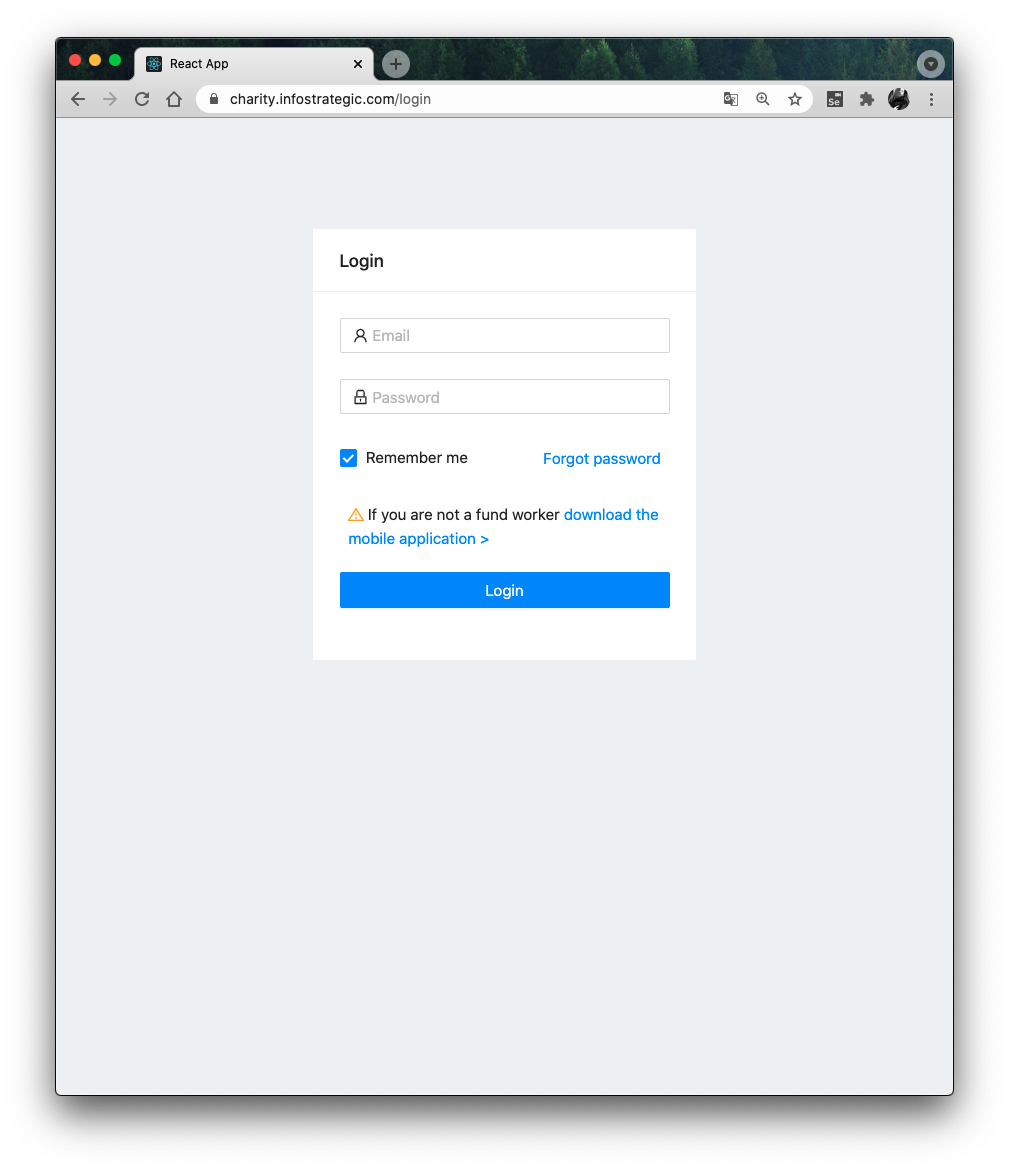 React App
charity.infostrategic.com/login
Se
Login
Email
Password
Remember me
Forgot password
If you are not a fund worker download the
mobile application >
Login